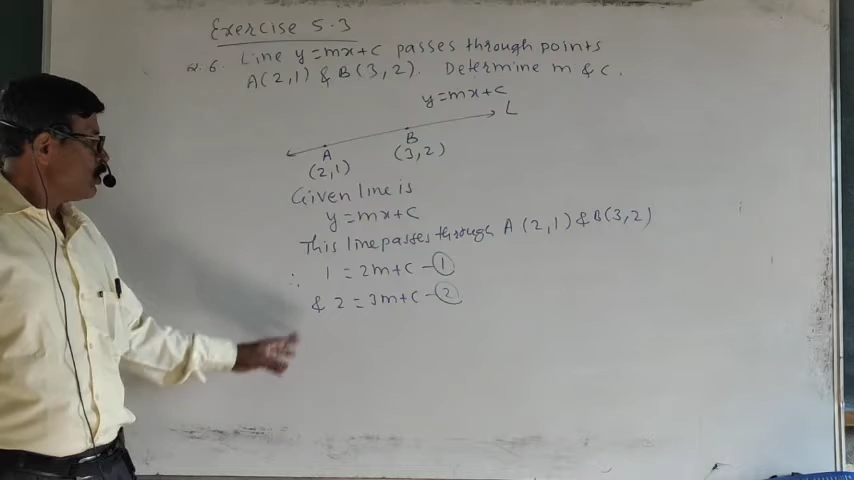 Exercise 5.3
Q.6. Line y=mx+c passes through points
A(2,1) & B(3,2). Determine m & c.
y=mx+c
L
A
B
(2,1)
(3,2)
Given line is
y=mx+c
This line passes through A(2,1) & B(3,2)
∴ 1 = 2m+c – ①
& 2 = 3m+c – ②